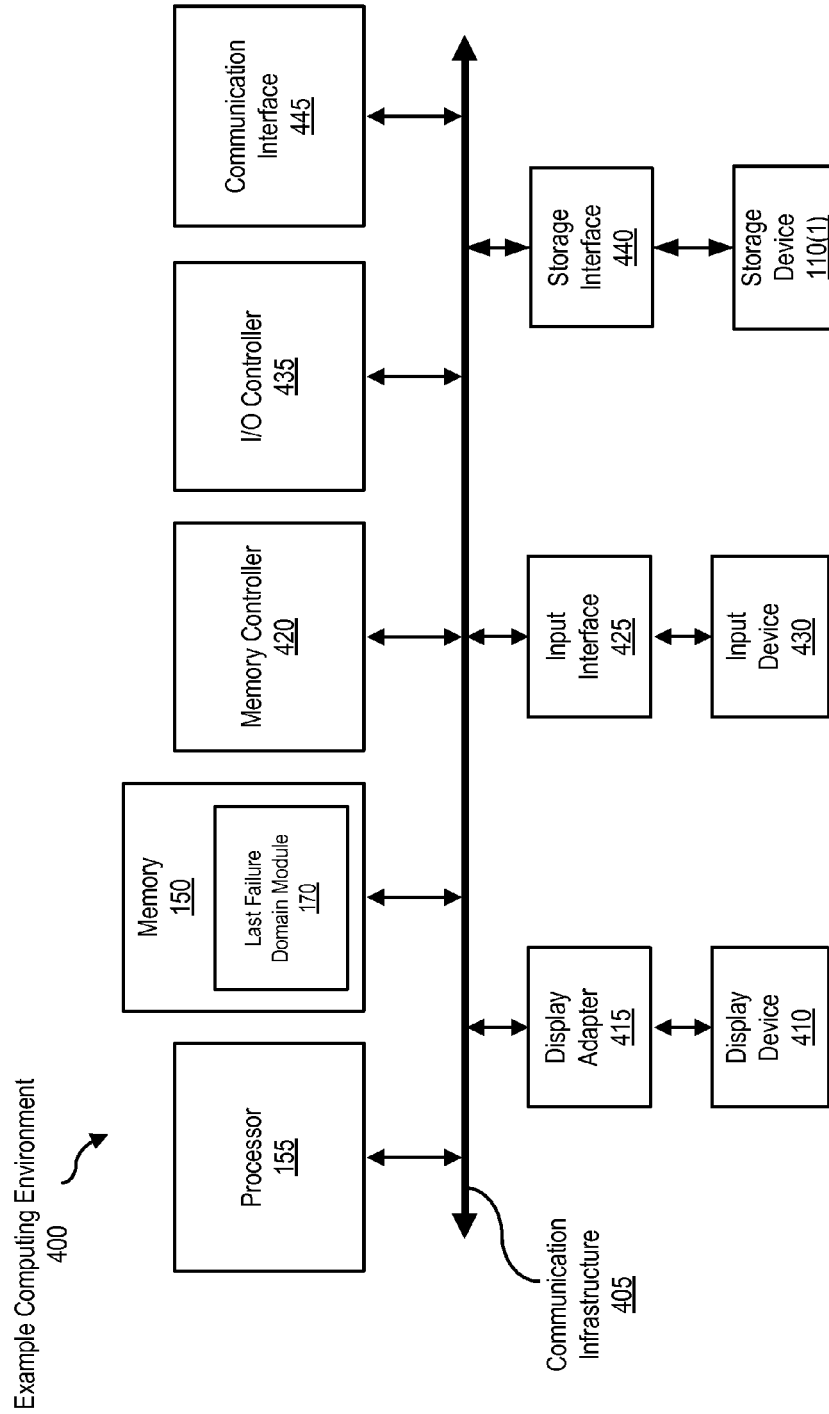 Example Computing Environment
400
Processor
155
Memory
150
Last Failure
Domain Module
170
Memory Controller
420
I/O Controller
435
Communication
Interface
445
Communication
Infrastructure
405
Display
Adapter
415
Display
Device
410
Input
Interface
425
Input
Device
430
Storage
Interface
440
Storage
Device
110(1)